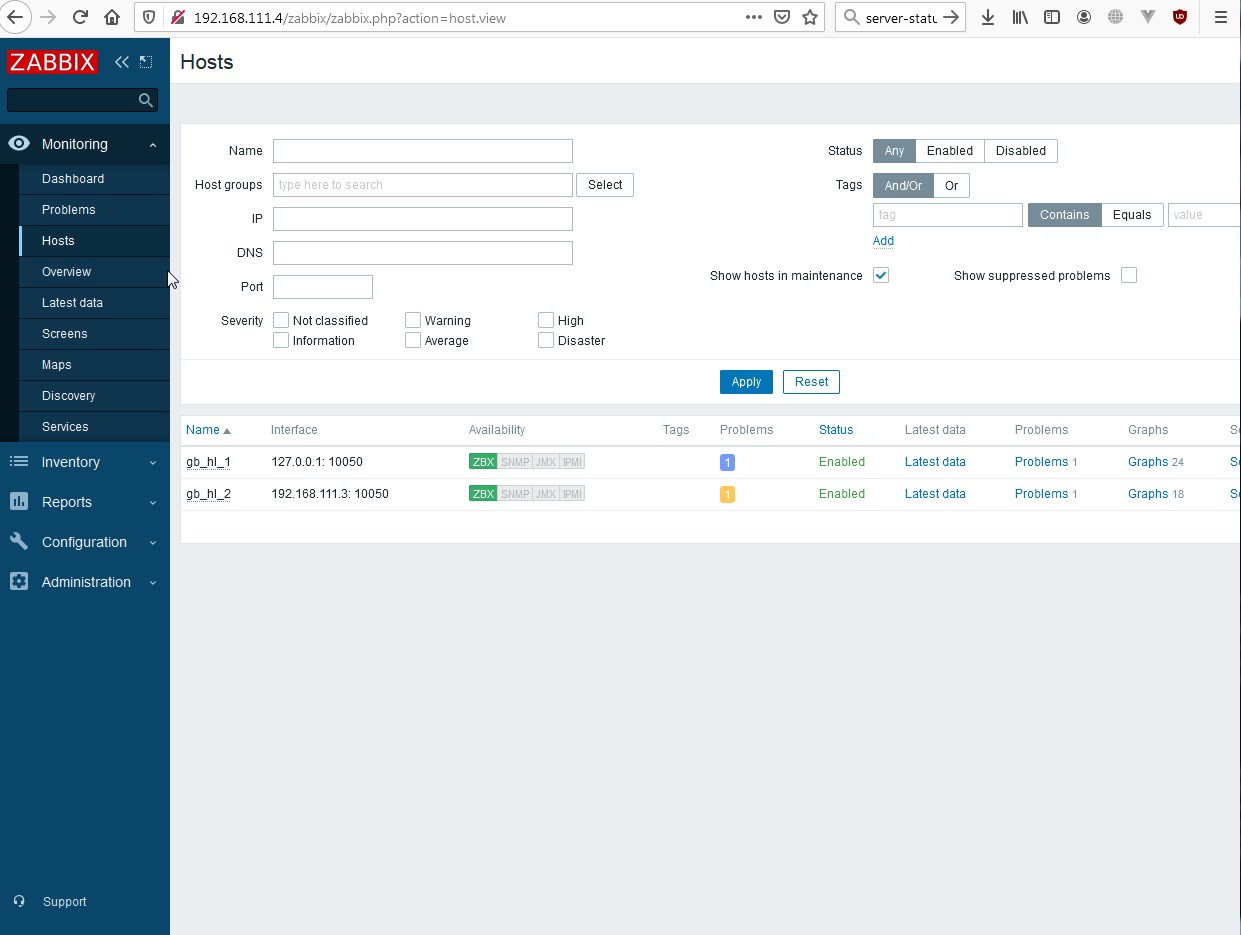 192.168.111.4/zabbix/zabbix.php?action=host.view
server-statu
ZABBIX
Hosts
Monitoring
Dashboard
Problems
Hosts
Overview
Latest data
Screens
Maps
Discovery
Services
Inventory
Reports
Configuration
Administration
Support
Name
Host groups type here to search Select
IP
DNS
Port
Severity Not classified Warning High
Information Average Disaster
Status Any Enabled Disabled
Tags And/Or Or
tag Contains Equals value
Add
Show hosts in maintenance Show suppressed problems
Apply Reset
Name Interface Availability Tags Problems Status Latest data Problems Graphs Sc
gb_hl_1 127.0.0.1: 10050 ZBX SNMP JMX IPMI 1 Enabled Latest data Problems 1 Graphs 24 Sc
gb_hl_2 192.168.111.3: 10050 ZBX SNMP JMX IPMI 1 Enabled Latest data Problems 1 Graphs 18 Sc